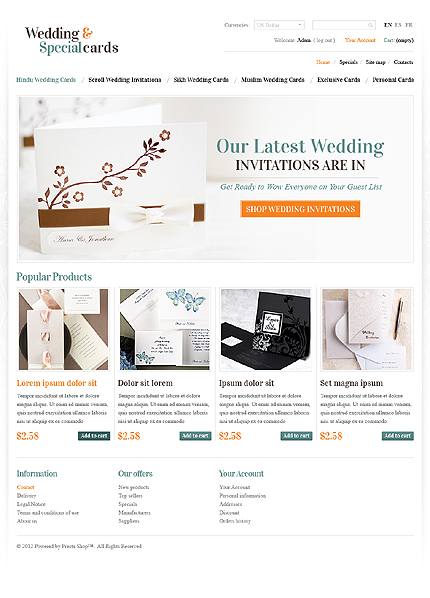 Wedding &
Specialcards
Currencies: US Dollar
EN ES FR
Welcome Adam ( log out ) Your Account Cart: (empty)
Home / Specials / Site map / Contacts
Hindu Wedding Cards / Scroll Wedding Invitations / Sikh Wedding Cards / Muslim Wedding Cards / Exclusive Cards / Personal Cards
Our Latest Wedding
INVITATIONS ARE IN
Get Ready to Wow Everyone on Your Guest List
SHOP WEDDING INVITATIONS
Popular Products
Lorem ipsum dolor sit
Tempor incididunt ut labore et dolore
magna aliqua. Ut enim ad minim veniam,
quis nostrud exercitation ullamco laboris
nisi ut aliquip ex ea commodo
$2.58 Add to cart
Dolor sit lorem
Tempor incididunt ut labore et dolore
magna aliqua. Ut enim ad minim veniam,
quis nostrud exercitation ullamco laboris
nisi ut aliquip ex ea commodo
$2.58 Add to cart
Ipsum dolor sit
Tempor incididunt ut labore et dolore
magna aliqua. Ut enim ad minim veniam,
quis nostrud exercitation ullamco laboris
nisi ut aliquip ex ea commodo
$2.58 Add to cart
Set magna ipsum
Tempor incididunt ut labore et dolore
magna aliqua. Ut enim ad minim veniam,
quis nostrud exercitation ullamco laboris
nisi ut aliquip ex ea commodo
$2.58 Add to cart
Information
Contact
Delivery
Legal Notice
Terms and conditions of use
About us
Our offers
New products
Top sellers
Specials
Manufacturers
Suppliers
Your Account
Your Account
Personal information
Addresses
Discount
Orders history
© 2012 Powered by Presta Shop™. All Rights Reserved